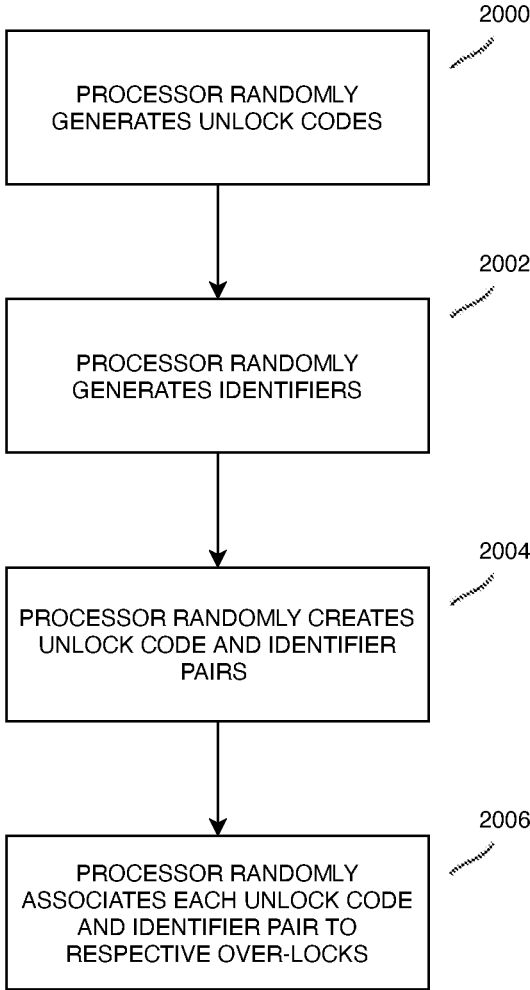 2000
PROCESSOR RANDOMLY
GENERATES UNLOCK CODES
2002
PROCESSOR RANDOMLY
GENERATES IDENTIFIERS
2004
PROCESSOR RANDOMLY CREATES
UNLOCK CODE AND IDENTIFIER
PAIRS
2006
PROCESSOR RANDOMLY
ASSOCIATES EACH UNLOCK CODE
AND IDENTIFIER PAIR TO
RESPECTIVE OVER-LOCKS